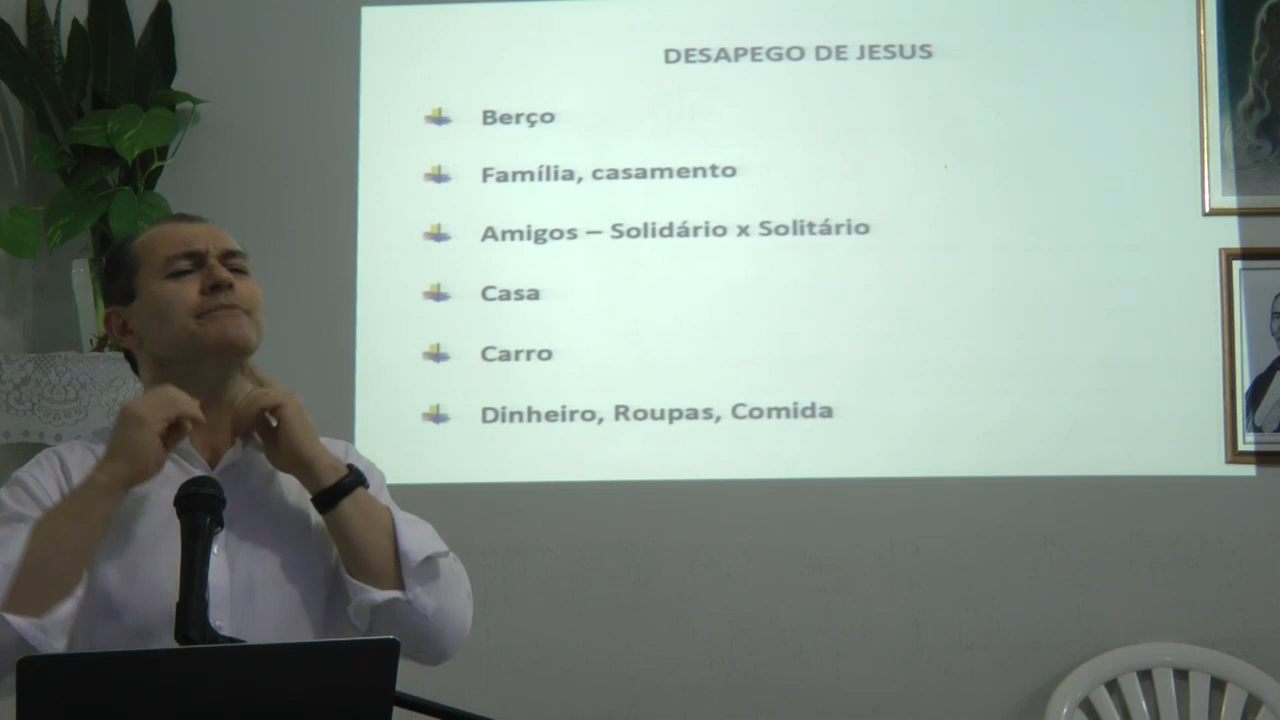 DESAPEGO DE JESUS
Berço
Família, casamento
Amigos – Solidário x Solitário
Casa
Carro
Dinheiro, Roupas, Comida